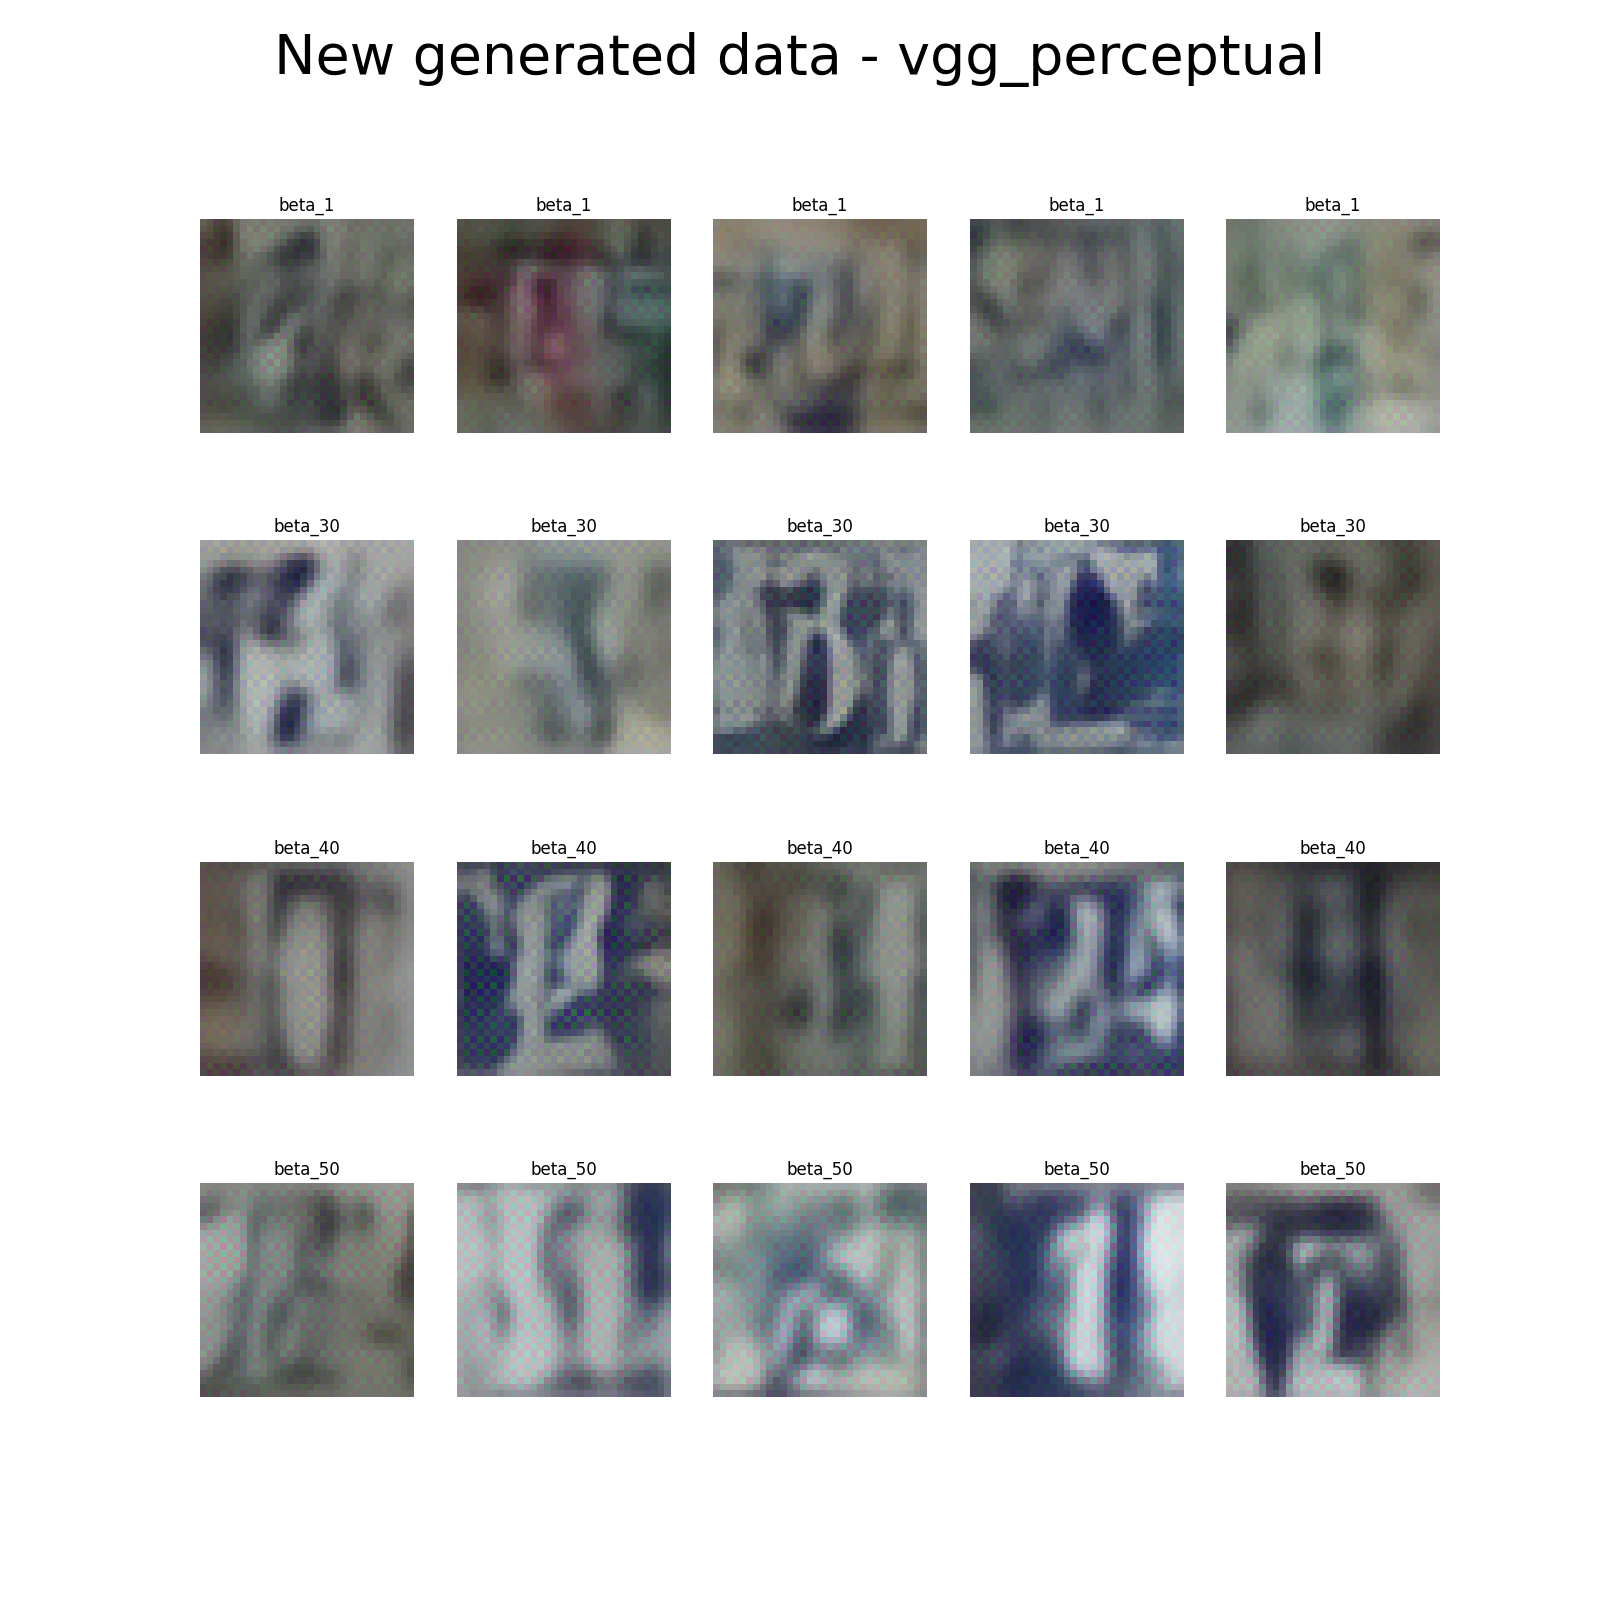 New generated data - vgg_perceptual
beta_1 beta_1 beta_1 beta_1 beta_1
beta_30 beta_30 beta_30 beta_30 beta_30
beta_40 beta_40 beta_40 beta_40 beta_40
beta_50 beta_50 beta_50 beta_50 beta_50